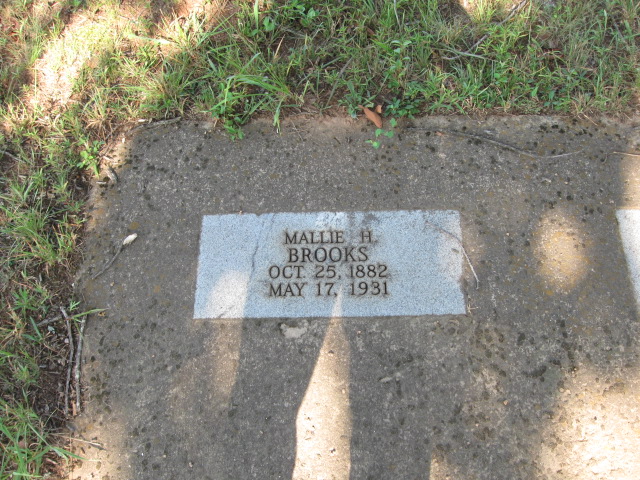 MALLIE H.
BROOKS
OCT. 25, 1882
MAY 17, 1931